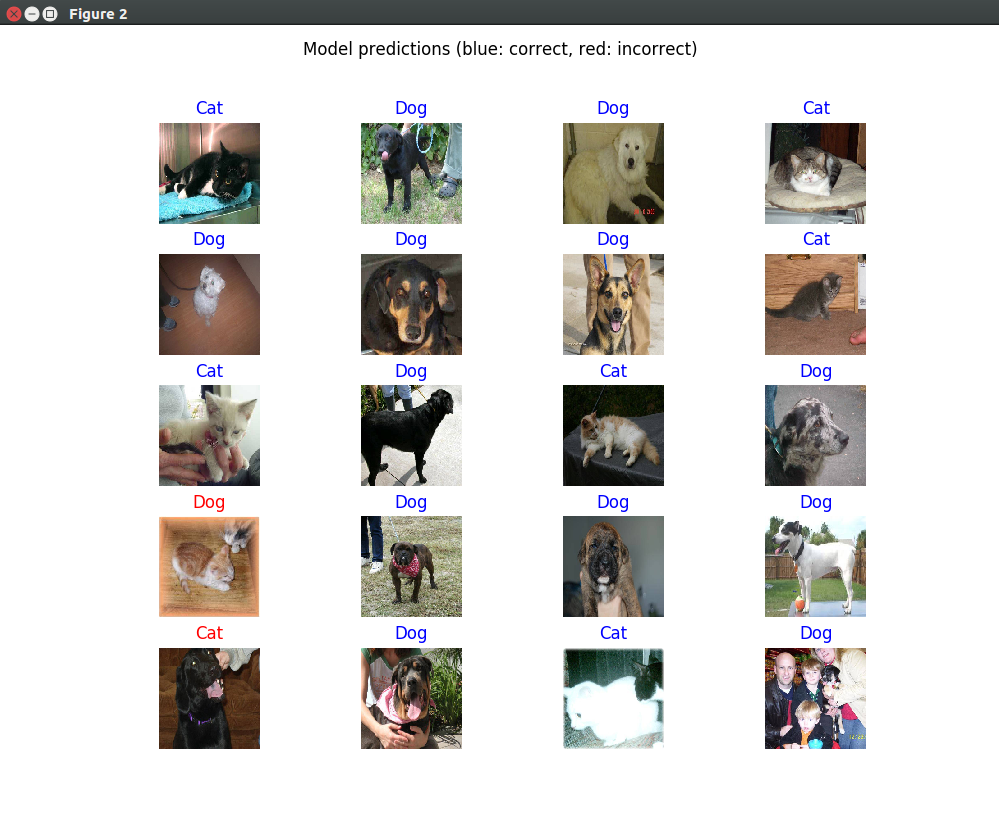 Figure 2
Model predictions (blue: correct, red: incorrect)
Cat Dog Dog Cat
Dog Dog Dog Cat
Cat Dog Cat Dog
Dog Dog Dog Dog
Cat Dog Cat Dog